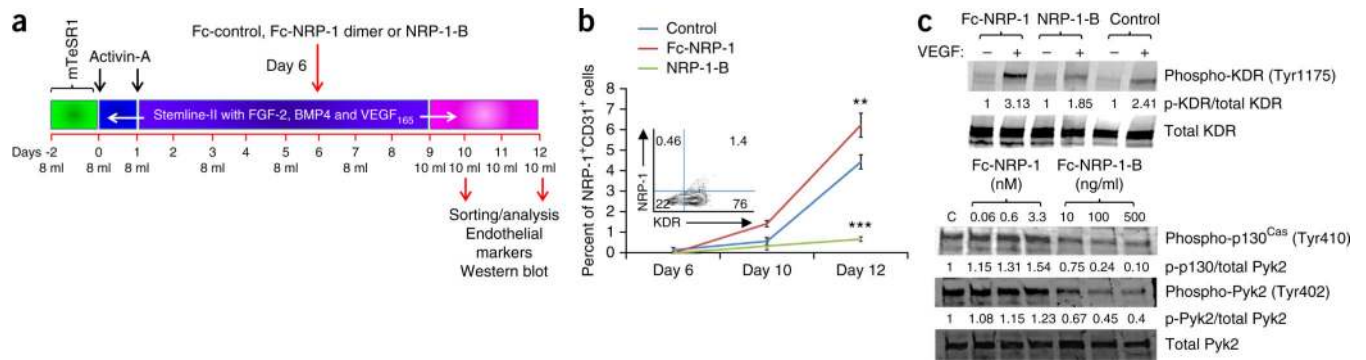 a
mTeSR1
Activin-A
Fc-control, Fc-NRP-1 dimer or NRP-1-B
Day 6
Stemline-II with FGF-2, BMP4 and VEGF165
Days -2 0 1 2 3 4 5 6 7 8 9 10 11 12
8 ml 8 ml 8 ml 8 ml 8 ml 8 ml 10 ml 10 ml 10 ml 10 ml
Sorting/analysis
Endothelial
markers
Western blot
b
Control
Fc-NRP-1
NRP-1-B
Percent of NRP-1+CD31+ cells
8
7
6
5
4
3
2
1
0
**
***
0.46 1.4
22 76
NRP-1
KDR
Day 6 Day 10 Day 12
c
Fc-NRP-1 NRP-1-B Control
VEGF: – + – + – +
Phospho-KDR (Tyr1175)
1 3.13 1 1.85 1 2.41 p-KDR/total KDR
Total KDR
Fc-NRP-1 Fc-NRP-1-B
(nM) (ng/ml)
C 0.06 0.6 3.3 10 100 500
Phospho-p130Cas (Tyr410)
1 1.15 1.31 1.54 0.75 0.24 0.10 p-p130/total Pyk2
Phospho-Pyk2 (Tyr402)
1 1.08 1.15 1.23 0.67 0.45 0.4 p-Pyk2/total Pyk2
Total Pyk2